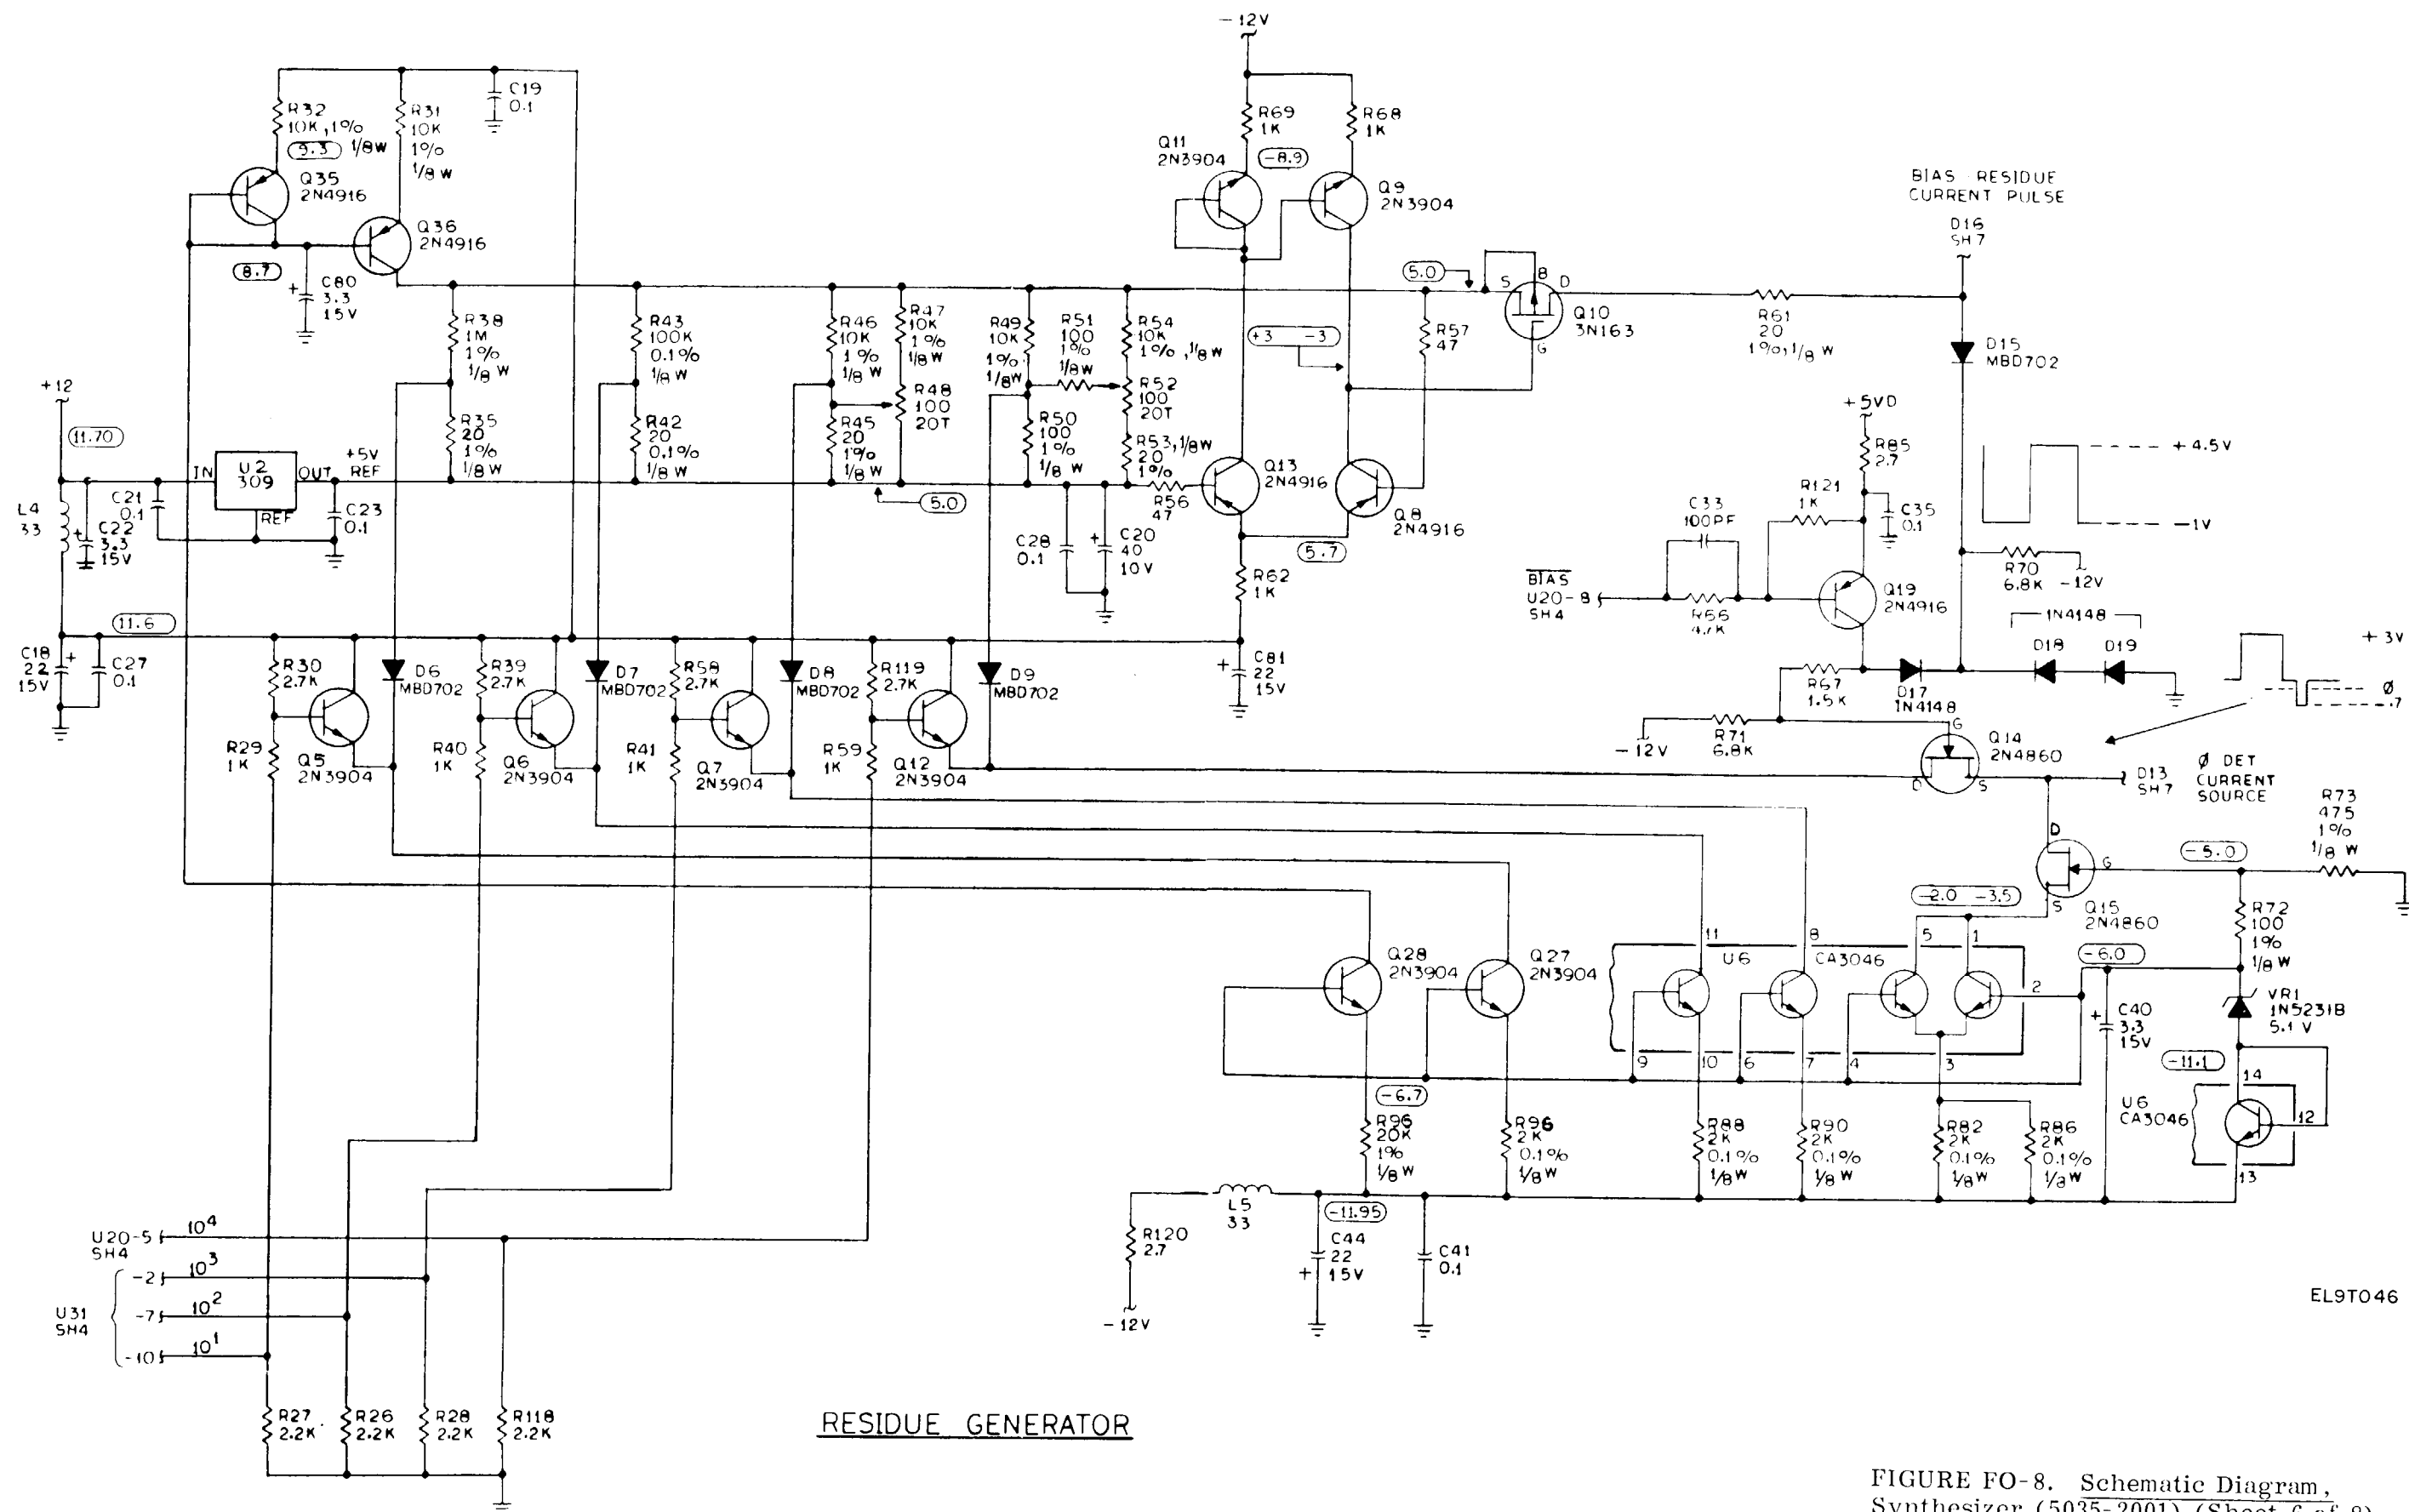 -12V
C19
0.1
R32
10K,1%
1/8W
9.3
R31
10K
1%
1/8W
Q35
2N4916
Q36
2N4916
8.7
C80
3.3
15V
+
R69
1K
R68
1K
Q11
2N3904
-8.9
Q9
2N3904
BIAS RESIDUE
CURRENT PULSE
D16
SH7
R38
1M
1%
1/8W
R43
100K
0.1%
1/8W
R46
10K
1%
1/8W
R47
10K
1%
1/8W
R49
10K
1%
1/8W
R51
100
1%
1/8W
R54
10K
1%,1/8W
5.0
S
B
D
G
Q10
3N163
R57
47
+3 -3
R61
20
1%,1/8W
D15
MBD702
+12
11.70
R35
20
1%
1/8W
R42
20
0.1%
1/8W
R45
20
1%
1/8W
R48
100
20T
R50
100
1%
1/8W
R52
100
20T
R53,1/8W
20
1%
+5VD
R85
2.7
+4.5V
-1V
IN
U2
309
OUT
REF
+5V
REF
L4
33
C21
0.1
+
C22
3.3
15V
C23
0.1
5.0
R56
47
Q13
2N4916
Q8
2N4916
C28
0.1
+
C20
40
10V
5.7
R62
1K
C33
100PF
R121
1K
C35
0.1
R70
6.8K
-12V
BIAS
U20-8
SH4
R66
4.7K
Q19
2N4916
1N4148
D18
D19
+3V
Ø
.7
11.6
C18
22
15V
+
C27
0.1
R30
2.7K
D6
MBD702
R39
2.7K
D7
MBD702
R58
2.7K
D8
MBD702
R119
2.7K
D9
MBD702
+
C81
22
15V
R67
1.5K
D17
1N4148
-12V
R71
6.8K
G
D
S
Q14
2N4860
R29
1K
Q5
2N3904
R40
1K
Q6
2N3904
R41
1K
Q7
2N3904
R59
1K
Q12
2N3904
D13
SH7
Ø DET
CURRENT
SOURCE
R73
475
1%
1/8W
D
-5.0
G
S
Q15
2N4860
-2.0 -3.5
R72
100
1%
1/8W
Q28
2N3904
Q27
2N3904
11
U6
8
CA3046
5
1
2
-6.0
+
C40
3.3
15V
VR1
1N5231B
5.1 V
9
10
6
7
4
3
-11.1
14
U6
CA3046
12
13
-6.7
R96
20K
1%
1/8W
R96
2K
0.1%
1/8W
R88
2K
0.1%
1/8W
R90
2K
0.1%
1/8W
R82
2K
0.1%
1/8W
R86
2K
0.1%
1/8W
L5
33
-11.95
R120
2.7
-12V
C44
22
15V
+
C41
0.1
U20-5
SH4
10⁴
-2
10³
-7
10²
-10
10¹
U31
SH4
R27
2.2K
R26
2.2K
R28
2.2K
R118
2.2K
EL9T046
RESIDUE GENERATOR
FIGURE FO-8. Schematic Diagram,
Synthesizer (5035-2001) (Sheet 6 of 8)